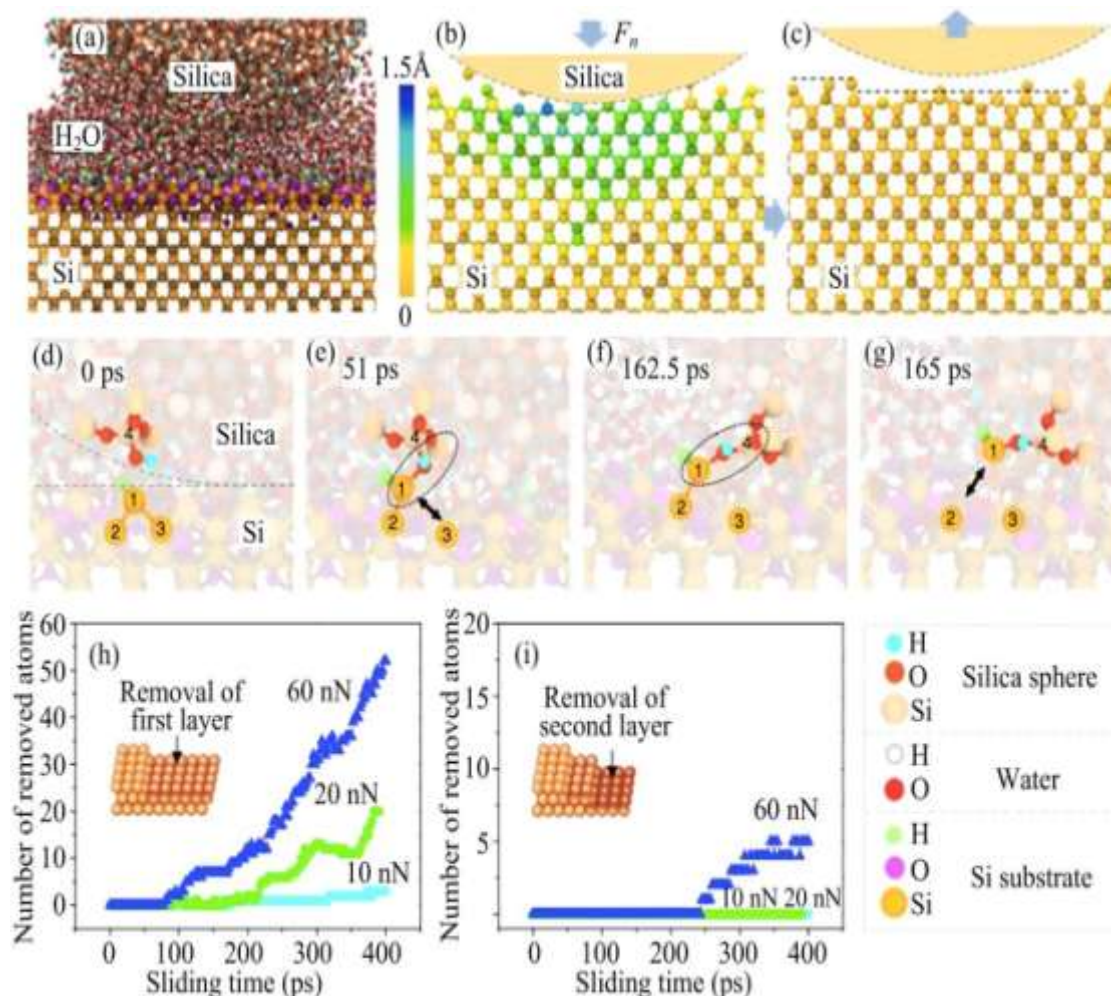 (a)
Silica
H₂O
Si
1.5Å
0
(b)
Fₙ
Silica
Si
(c)
Si
(d)
0 ps
Silica
4
1
2
3
Si
(e)
51 ps
4
1
2
3
(f)
162.5 ps
4
1
2
3
(g)
165 ps
1
4
2
3
(h)
Number of removed atoms
60
50
40
30
20
10
0
Removal of
first layer
60 nN
20 nN
10 nN
0 100 200 300 400
Sliding time (ps)
(i)
Number of removed atoms
20
15
10
5
Removal of
second layer
60 nN
10 nN 20 nN
0 100 200 300 400
Sliding time (ps)
H
O
Si
Silica sphere
H
O
Water
H
O
Si
Si substrate